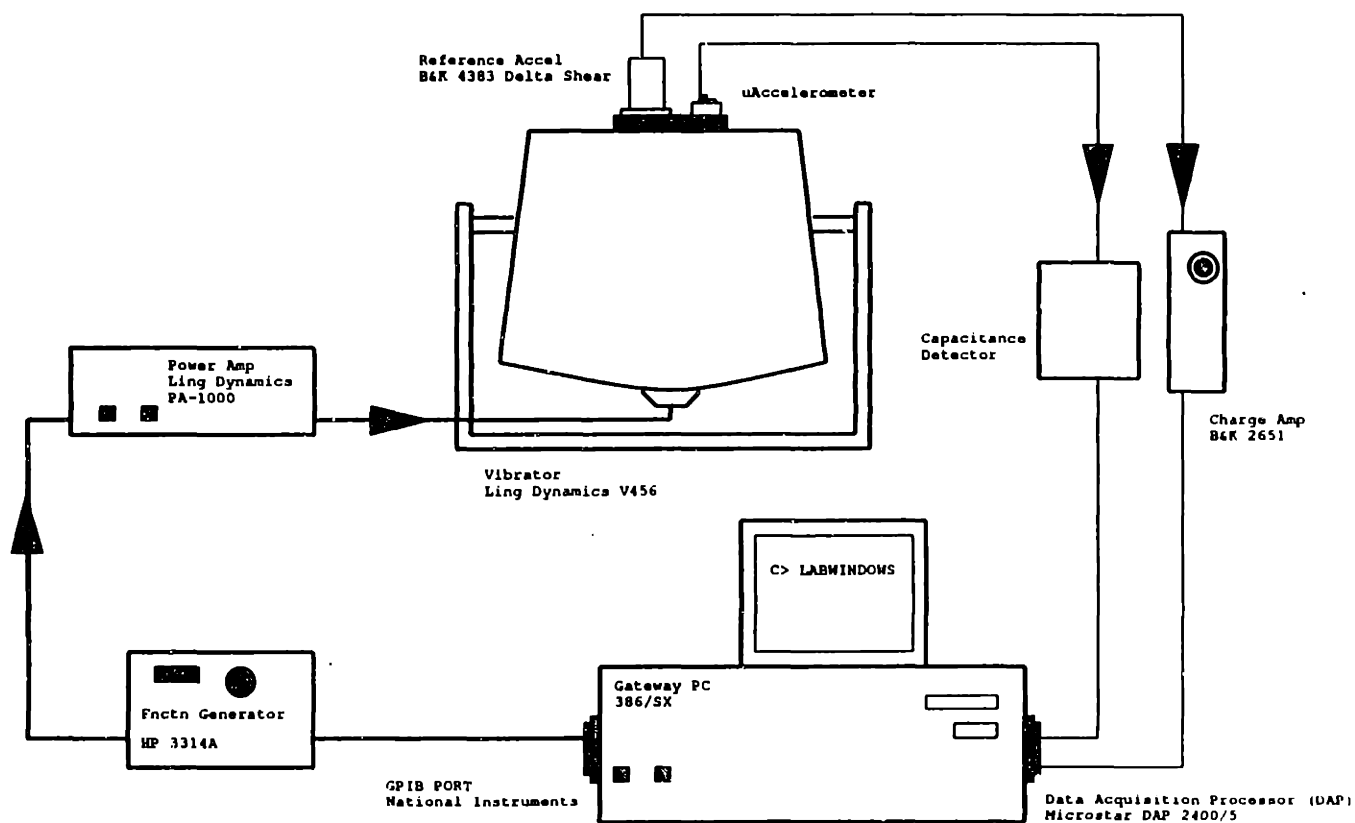 Reference Accel
B&K 4383 Delta Shear
uAccelerometer
Power Amp
Ling Dynamics
PA-1000
Capacitance
Detector
Charge Amp
B&K 2651
Vibrator
Ling Dynamics V456
C> LABWINDOWS
Gateway PC
386/SX
Fnctn Generator
HP 3314A
GPIB PORT
National Instruments
Data Acquisition Processor (DAP)
Microstar DAP 2400/5